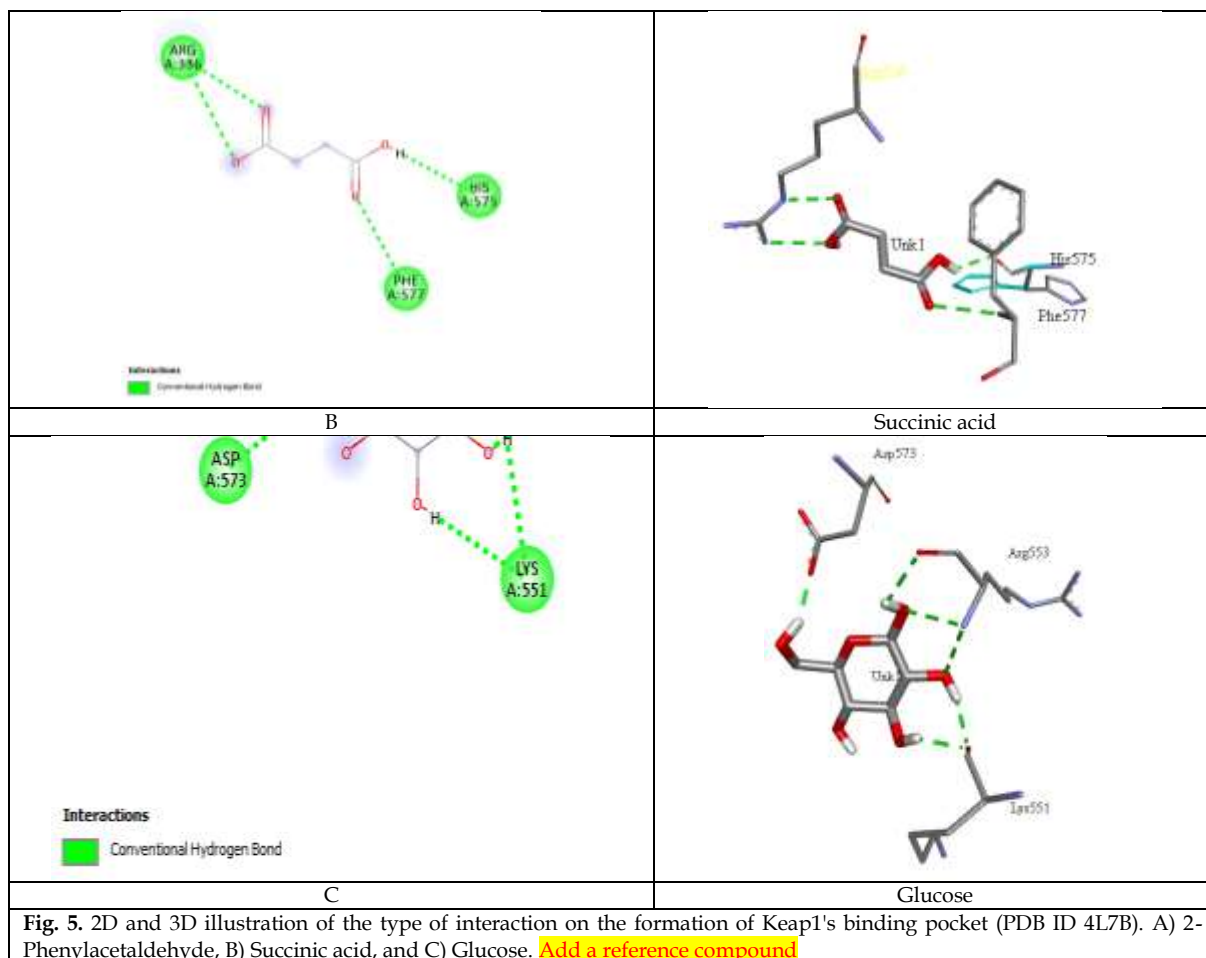 ARG
A:336
HIS
A:575
PHE
A:577
Interactions
Conventional Hydrogen Bond
Unk1
His575
Phe577
B
Succinic acid
ASP
A:573
O
H
O
O
H
LYS
A:551
Interactions
Conventional Hydrogen Bond
Asp573
Arg553
Unk
Lys551
C
Glucose
Fig. 5. 2D and 3D illustration of the type of interaction on the formation of Keap1's binding pocket (PDB ID 4L7B). A) 2-
Phenylacetaldehyde, B) Succinic acid, and C) Glucose. Add a reference compound